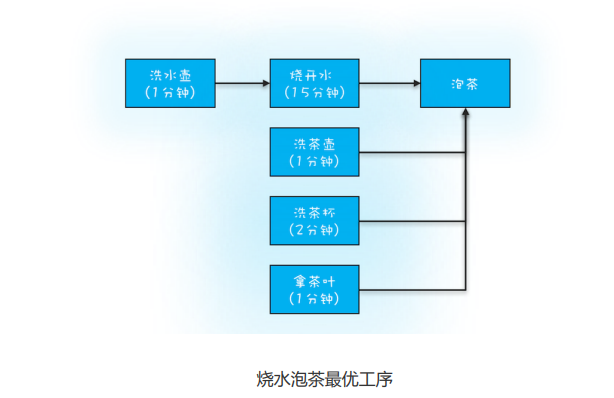 洗水壶
(1分钟)
烧开水
(15分钟)
泡茶
洗茶壶
(1分钟)
洗茶杯
(2分钟)
拿茶叶
(1分钟)
烧水泡茶最优工序